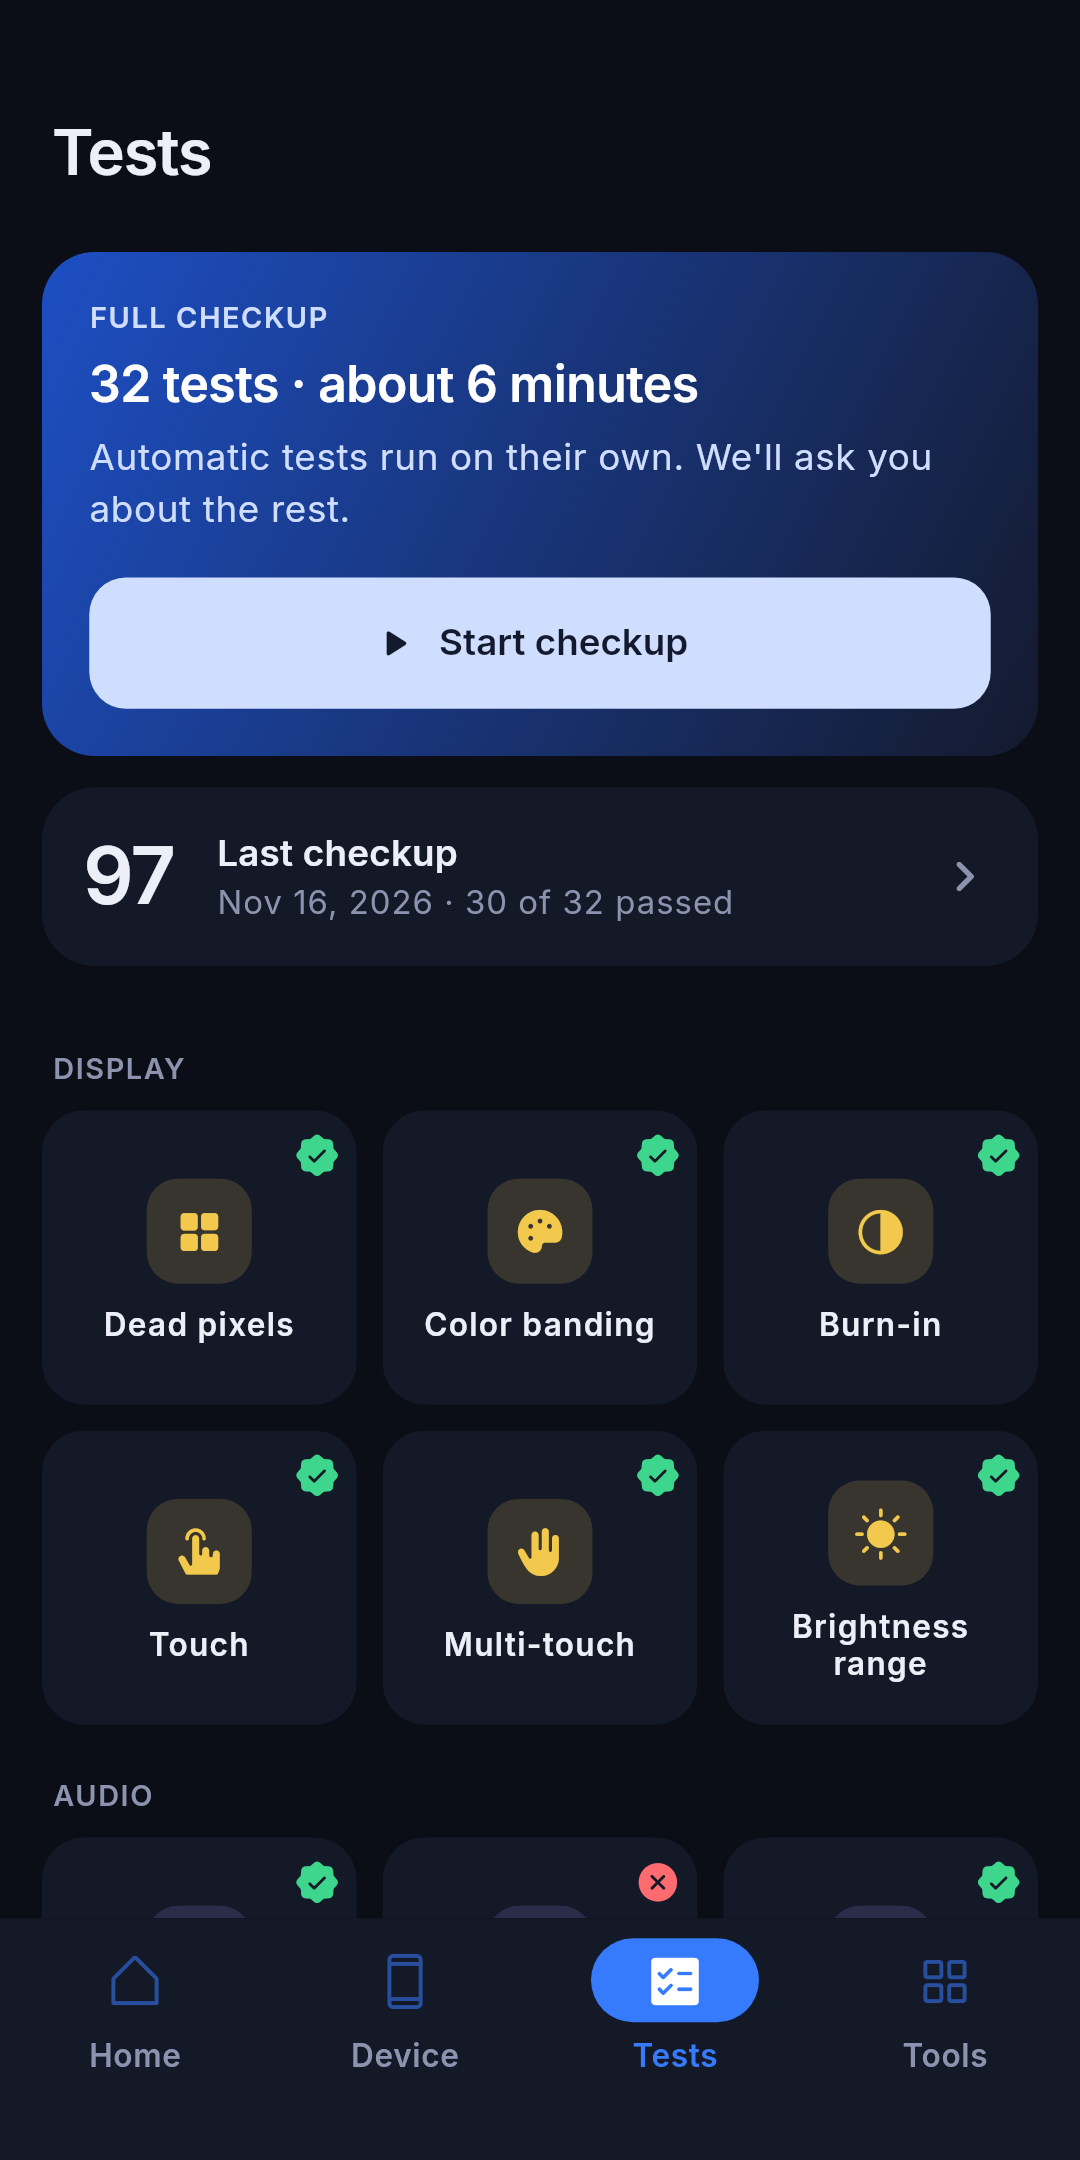 Tests
FULL CHECKUP
32 tests · about 6 minutes
Automatic tests run on their own. We'll ask you
about the rest.
Start checkup
97
Last checkup
Nov 16, 2026 · 30 of 32 passed
DISPLAY
Dead pixels
Color banding
Burn-in
Touch
Multi-touch
Brightness
range
AUDIO
Home
Device
Tests
Tools